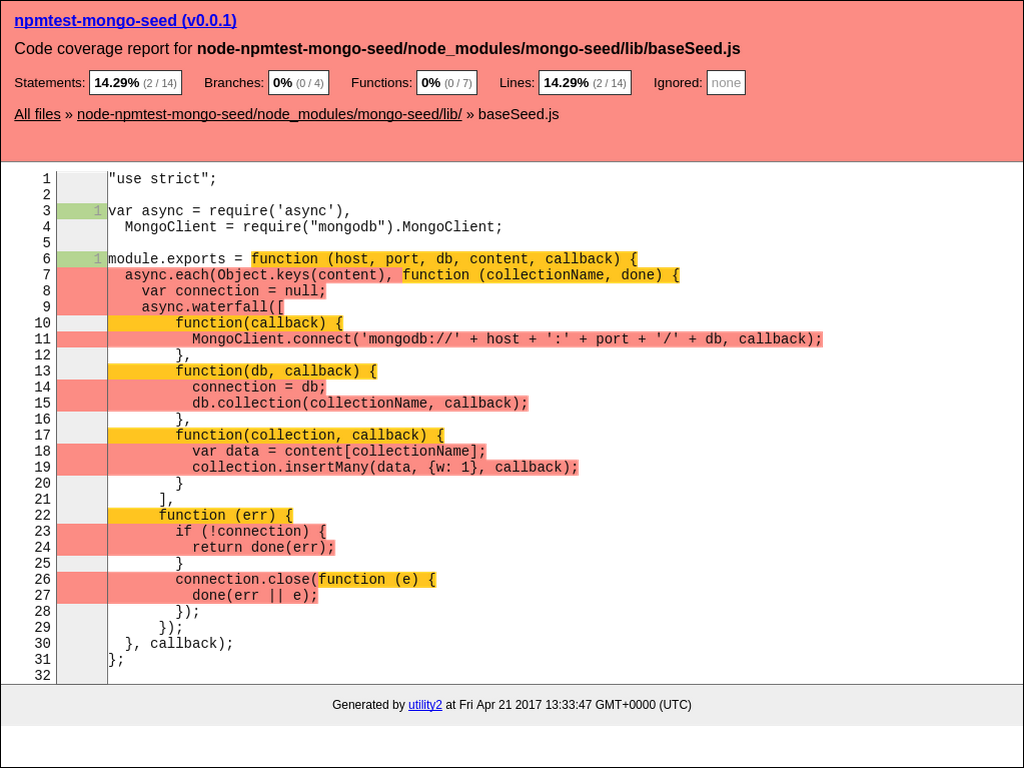 npmtest-mongo-seed (v0.0.1)
Code coverage report for node-npmtest-mongo-seed/node_modules/mongo-seed/lib/baseSeed.js
Statements: 14.29% (2 / 14) Branches: 0% (0 / 4) Functions: 0% (0 / 7) Lines: 14.29% (2 / 14) Ignored: none
All files » node-npmtest-mongo-seed/node_modules/mongo-seed/lib/ » baseSeed.js
1 "use strict";
2
3 1 var async = require('async'),
4   MongoClient = require("mongodb").MongoClient;
5
6 1 module.exports = function (host, port, db, content, callback) {
7   async.each(Object.keys(content), function (collectionName, done) {
8     var connection = null;
9     async.waterfall([
10         function(callback) {
11           MongoClient.connect('mongodb://' + host + ':' + port + '/' + db, callback);
12         },
13         function(db, callback) {
14           connection = db;
15           db.collection(collectionName, callback);
16         },
17         function(collection, callback) {
18           var data = content[collectionName];
19           collection.insertMany(data, {w: 1}, callback);
20         }
21       ],
22       function (err) {
23         if (!connection) {
24           return done(err);
25         }
26         connection.close(function (e) {
27           done(err || e);
28         });
29       });
30   }, callback);
31 };
32
Generated by utility2 at Fri Apr 21 2017 13:33:47 GMT+0000 (UTC)